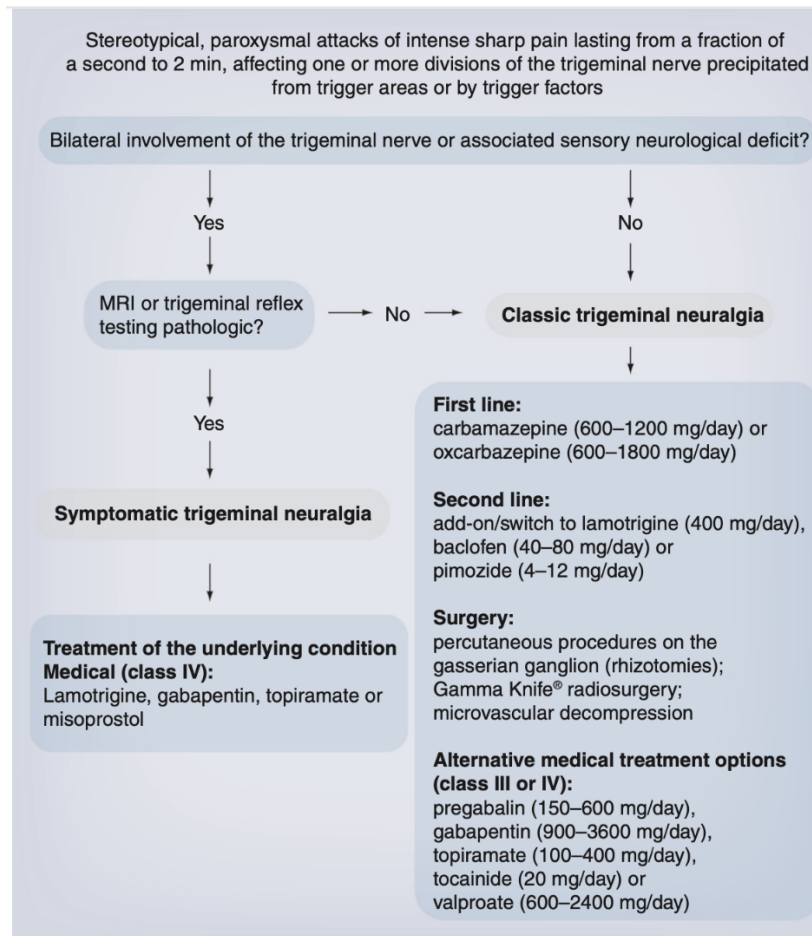 Stereotypical, paroxysmal attacks of intense sharp pain lasting from a fraction of
a second to 2 min, affecting one or more divisions of the trigeminal nerve precipitated
from trigger areas or by trigger factors
Bilateral involvement of the trigeminal nerve or associated sensory neurological deficit?
Yes
No
MRI or trigeminal reflex
testing pathologic?
No
Classic trigeminal neuralgia
Yes
Symptomatic trigeminal neuralgia
Treatment of the underlying condition
Medical (class IV):
Lamotrigine, gabapentin, topiramate or
misoprostol
First line:
carbamazepine (600–1200 mg/day) or
oxcarbazepine (600–1800 mg/day)
Second line:
add-on/switch to lamotrigine (400 mg/day),
baclofen (40–80 mg/day) or
pimozide (4–12 mg/day)
Surgery:
percutaneous procedures on the
gasserian ganglion (rhizotomies);
Gamma Knife® radiosurgery;
microvascular decompression
Alternative medical treatment options
(class III or IV):
pregabalin (150–600 mg/day),
gabapentin (900–3600 mg/day),
topiramate (100–400 mg/day),
tocainide (20 mg/day) or
valproate (600–2400 mg/day)